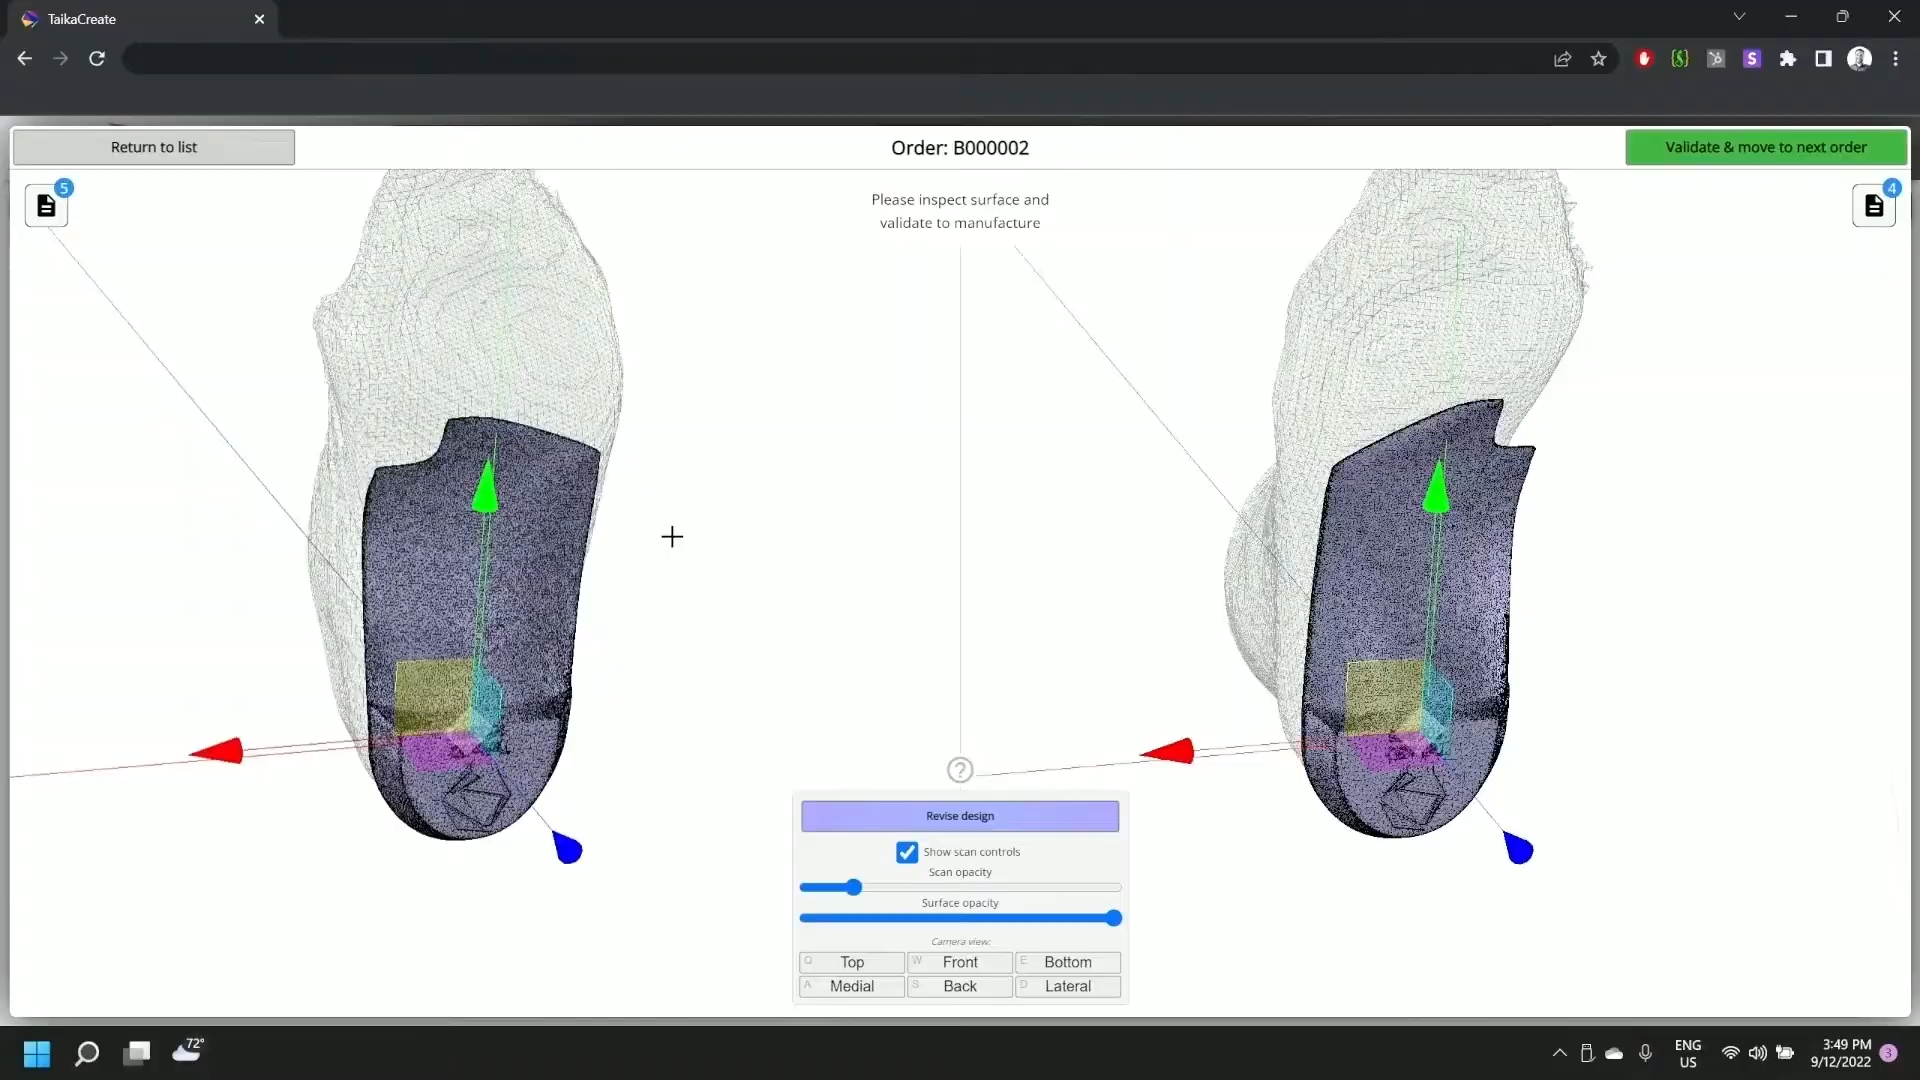 TaikaCreate
Return to list
Order: B000002
Validate & move to next order
5
4
Please inspect surface and
validate to manufacture
?
Revise design
Show scan controls
Scan opacity
Surface opacity
Camera view:
Q Top
W Front
E Bottom
A Medial
S Back
D Lateral
72°
ENG
US
3:49 PM
9/12/2022
3